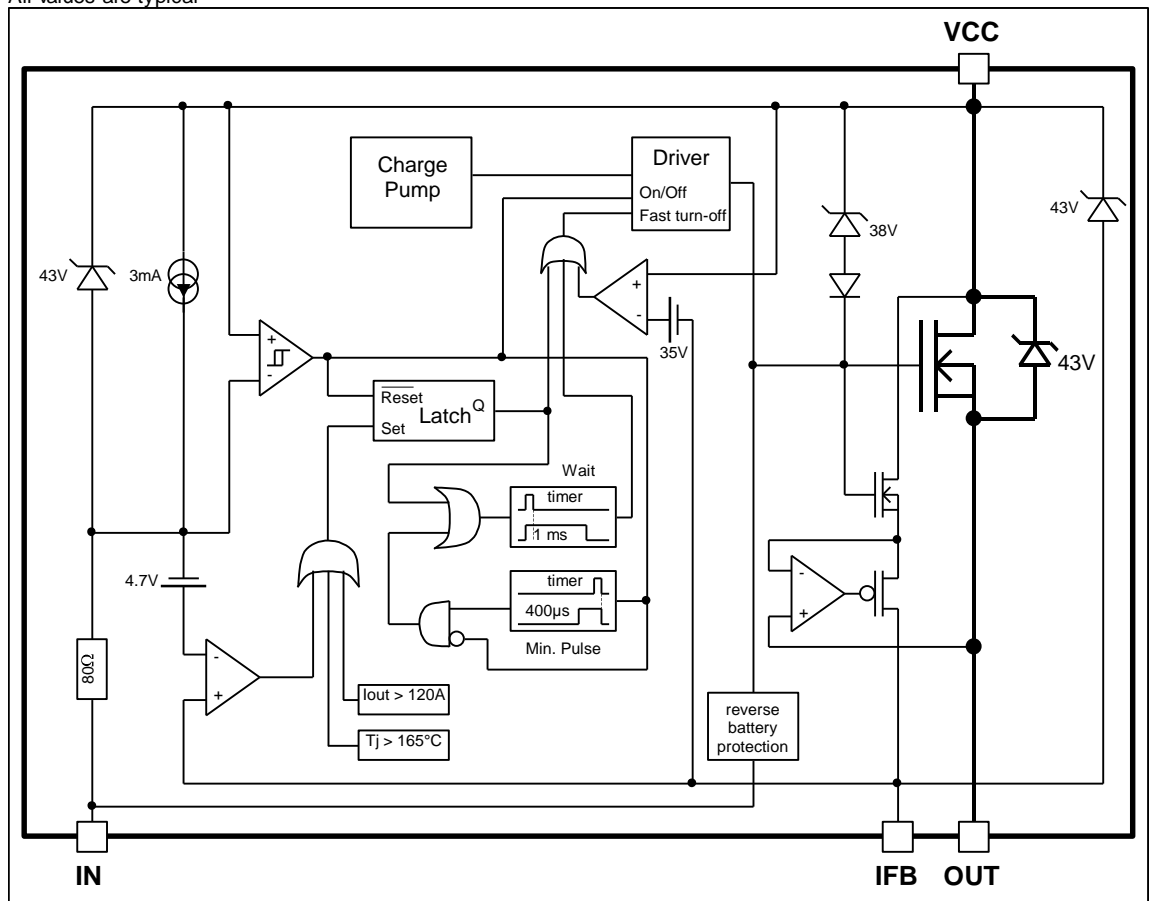 All values are typical
VCC
Charge
Pump
Driver
On/Off
Fast turn-off
43V
3mA
38V
43V
+
-
+
-
35V
43V
Reset
Latch
Q
Set
Wait
timer
1 ms
4.7V
timer
400µs
Min. Pulse
-
+
80Ω
-
+
Iout > 120A
Tj > 165°C
reverse
battery
protection
IN
IFB
OUT